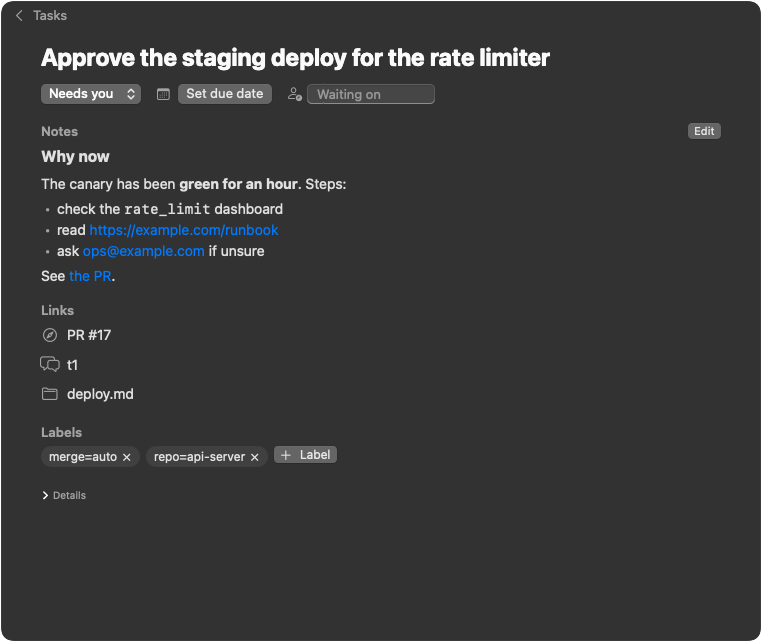 Tasks
Approve the staging deploy for the rate limiter
Needs you Set due date Waiting on
Notes Edit
Why now
The canary has been green for an hour. Steps:
• check the rate_limit dashboard
• read https://example.com/runbook
• ask ops@example.com if unsure
See the PR.
Links
PR #17
t1
deploy.md
Labels
merge=auto × repo=api-server × + Label
Details